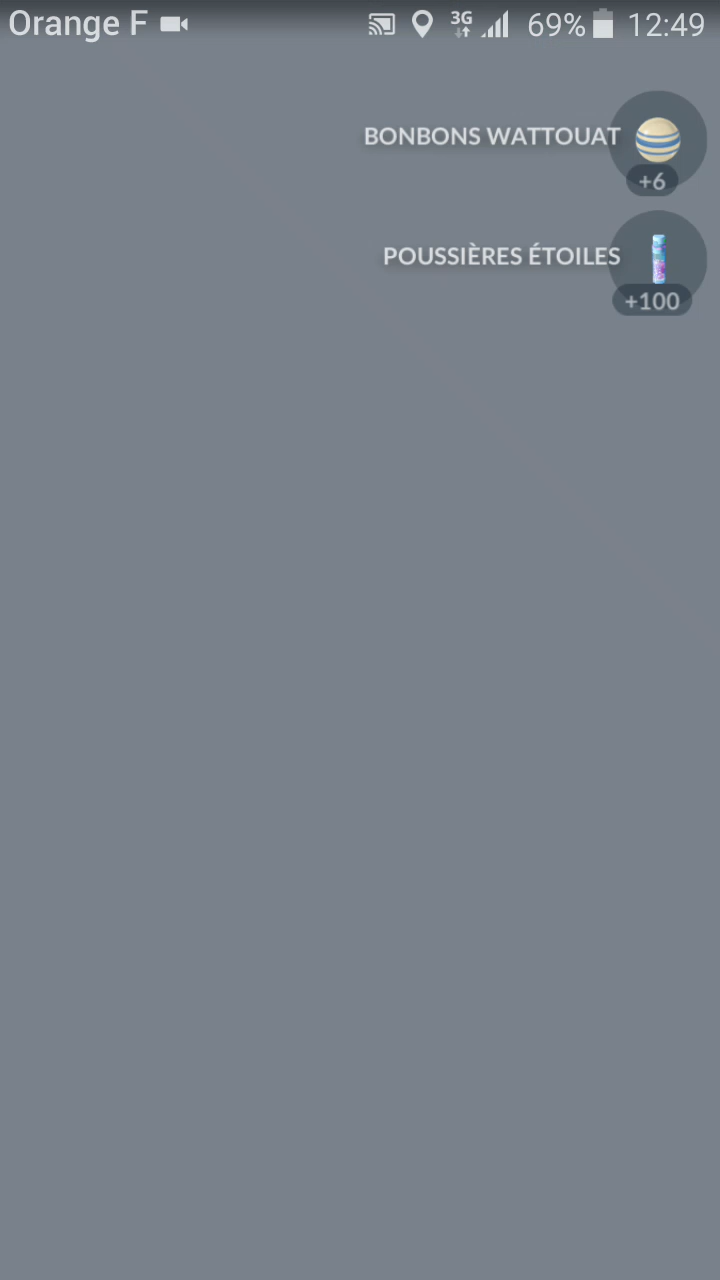 Orange F 3G 69% 12:49
BONBONS WATTOUAT
+6
POUSSIÈRES ÉTOILES
+100